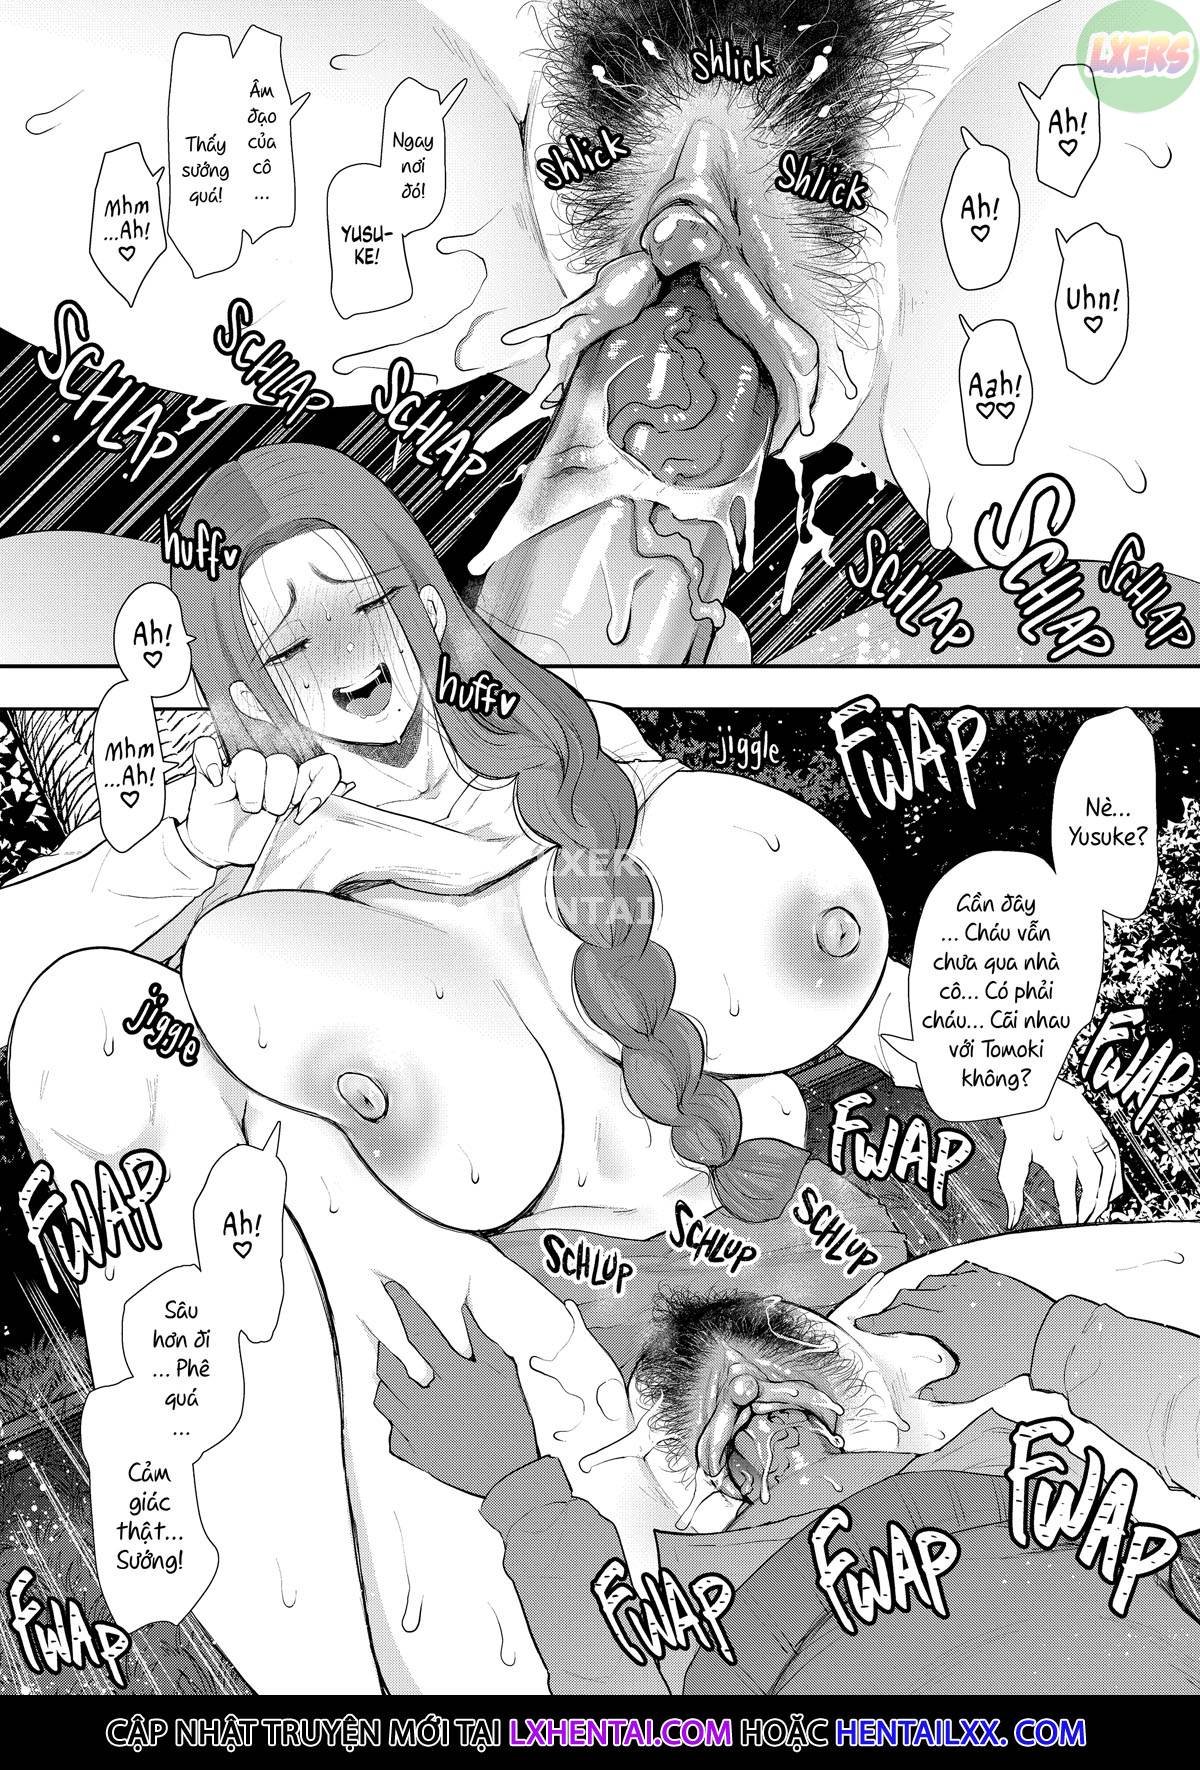 Shlick
Shlick
Shlick
LXERS
Ah!
♡
Ah!
♡
Uhn!
♡
Aah!
♡♡
Ngay
nơi
đó!
YUSU-
KE!
Âm
đạo
của cô
...
Thấy
sướng
quá!
Mhm
...Ah!
♡
SCHLAP
SCHLAP
SCHLAP
SCHLAP
SCHLAP
SCHLAP
huff♥
huff♥
Ah!
♡
Mhm
...Ah!
♡
jiggle
FWAP
Nè...
Yusuke?
Gần đây
... Cháu vẫn
chưa qua nhà
cô... Có phải
cháu... Cãi nhau
với Tomoki
không?
LXERS
HENTAI
jiggle
FWAP
FWAP
FWAP
SCHLUP
SCHLUP
SCHLUP
Ah!
♡
Sâu
hơn đi
... Phê
quá
...
Cảm
giác
thật...
Sướng!
FWAP
FWAP
FWAP
FWAP
CẬP NHẬT TRUYỆN MỚI TẠI LXHENTAI.COM HOẶC HENTAILXX. COM